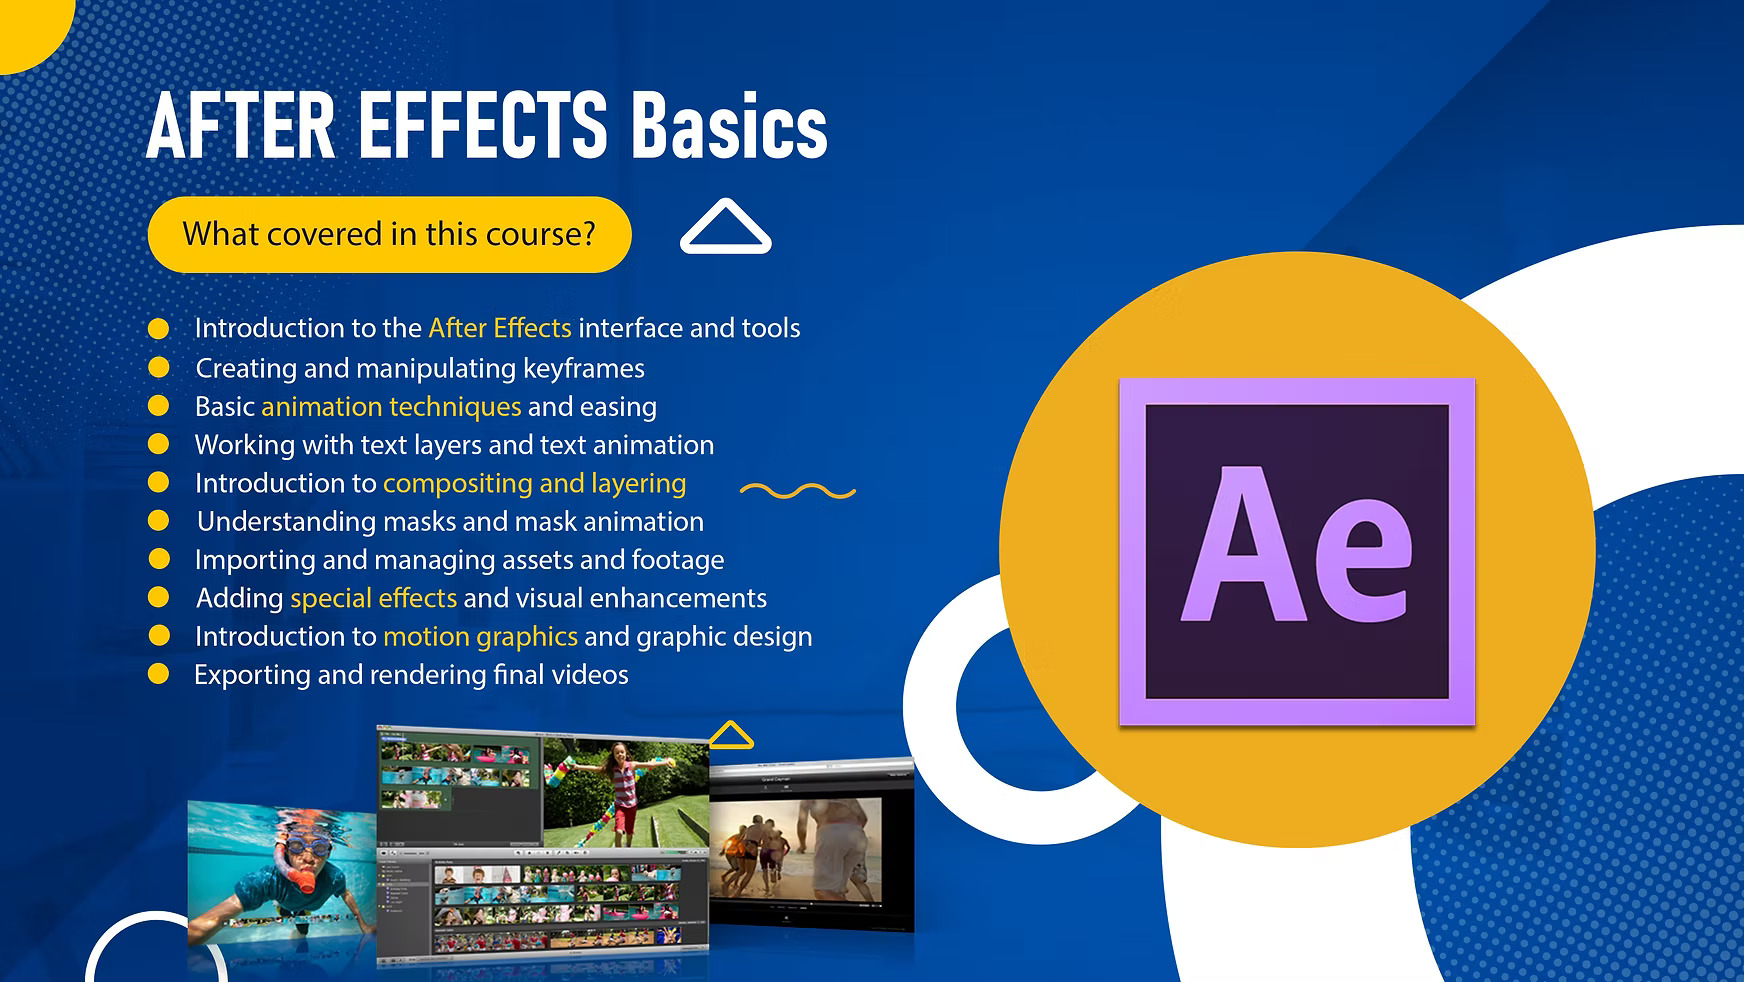 AFTER EFFECTS Basics
What covered in this course?
Introduction to the After Effects interface and tools
Creating and manipulating keyframes
Basic animation techniques and easing
Working with text layers and text animation
Introduction to compositing and layering
Understanding masks and mask animation
Importing and managing assets and footage
Adding special effects and visual enhancements
Introduction to motion graphics and graphic design
Exporting and rendering final videos
Ae
Grand Cayman